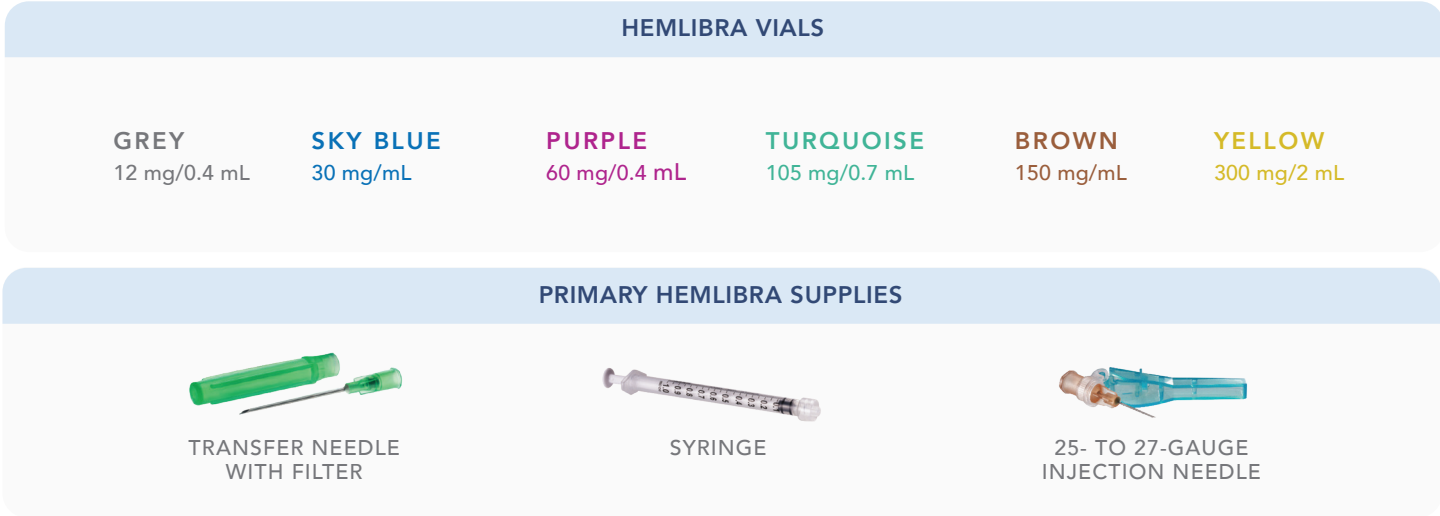 HEMLIBRA VIALS
GREY
12 mg/0.4 mL
SKY BLUE
30 mg/mL
PURPLE
60 mg/0.4 mL
TURQUOISE
105 mg/0.7 mL
BROWN
150 mg/mL
YELLOW
300 mg/2 mL
PRIMARY HEMLIBRA SUPPLIES
TRANSFER NEEDLE
WITH FILTER
SYRINGE
25- TO 27-GAUGE
INJECTION NEEDLE